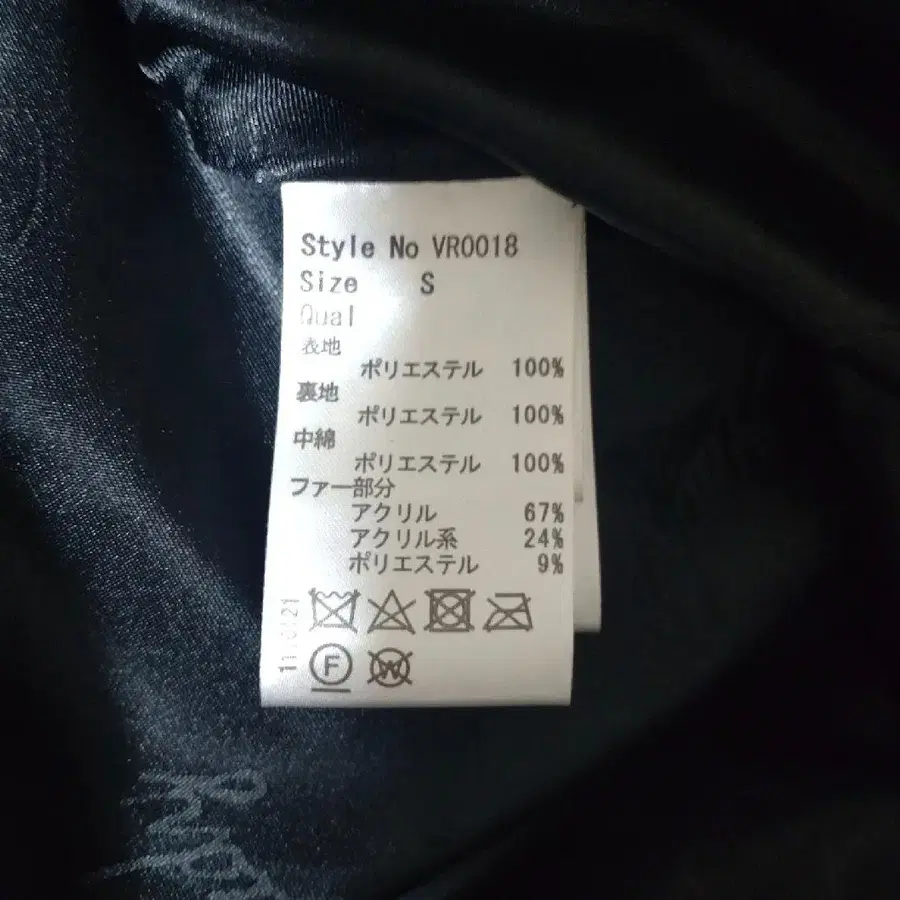 Style No VR0018
Size S
Qual
表地
ポリエステル 100%
裏地
ポリエステル 100%
中綿
ポリエステル 100%
ファー部分
アクリル 67%
アクリル系 24%
ポリエステル 9%
F
W